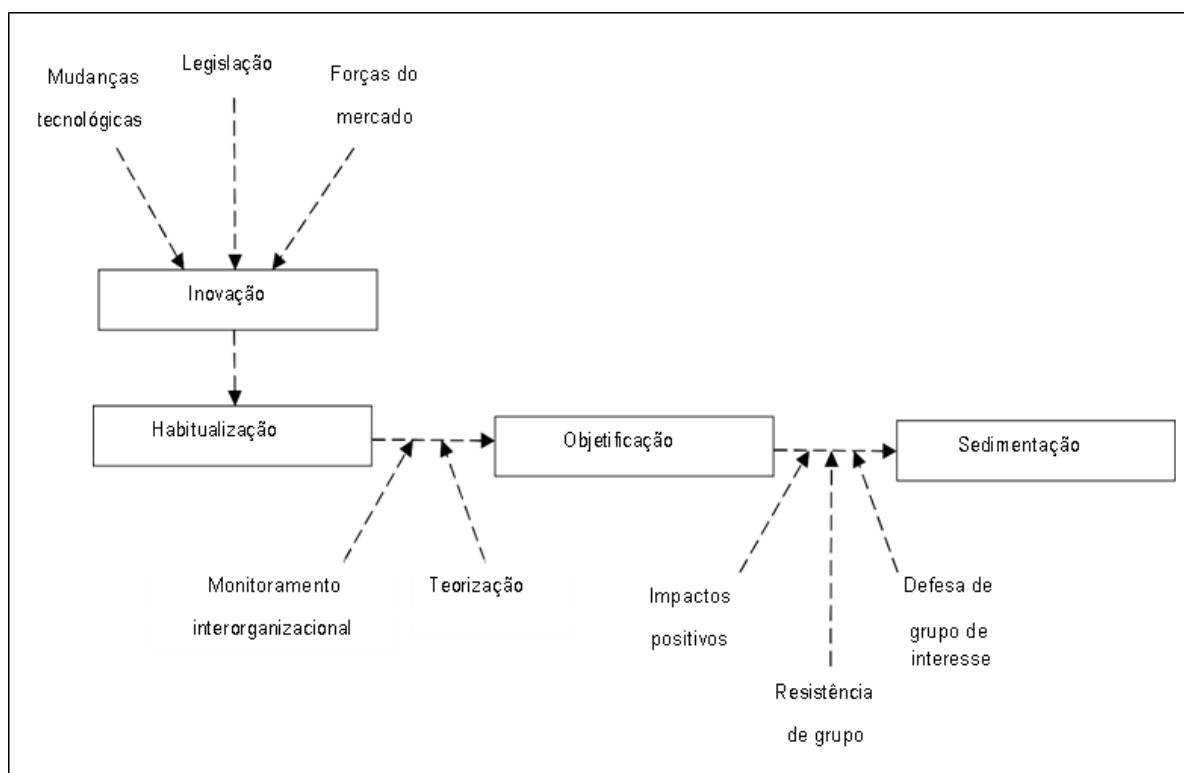 Mudanças
tecnológicas
Legislação
Forças do
mercado
Inovação
Habitualização
Objetificação
Sedimentação
Monitoramento
interorganizacional
Teorização
Impactos
positivos
Resistência
de grupo
Defesa de
grupo de
interesse